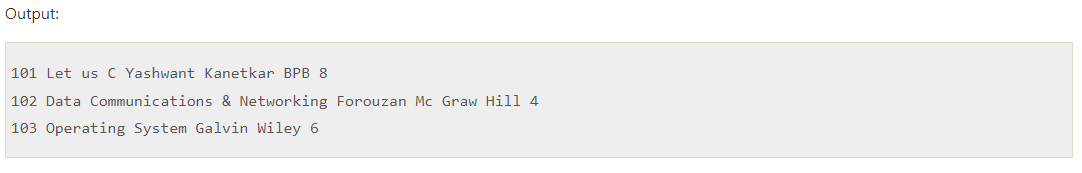 Output:
101 Let us C Yashwant Kanetkar BPB 8
102 Data Communications & Networking Forouzan Mc Graw Hill 4
103 Operating System Galvin Wiley 6